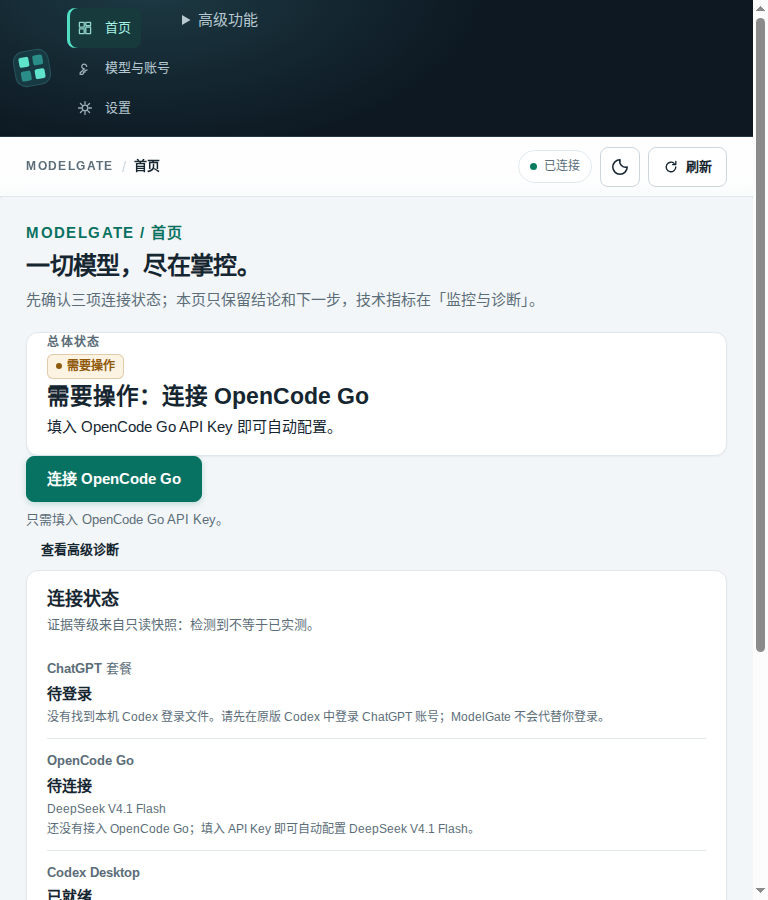 首页
高级功能
模型与账号
设置
MODELGATE / 首页
已连接
刷新
MODELGATE / 首页
一切模型，尽在掌控。
先确认三项连接状态；本页只保留结论和下一步，技术指标在「监控与诊断」。
总体状态
需要操作
需要操作：连接 OpenCode Go
填入 OpenCode Go API Key 即可自动配置。
连接 OpenCode Go
只需填入 OpenCode Go API Key。
查看高级诊断
连接状态
证据等级来自只读快照：检测到不等于已实测。
ChatGPT 套餐
待登录
没有找到本机 Codex 登录文件。请先在原版 Codex 中登录 ChatGPT 账号；ModelGate 不会代替你登录。
OpenCode Go
待连接
DeepSeek V4.1 Flash
还没有接入 OpenCode Go；填入 API Key 即可自动配置 DeepSeek V4.1 Flash。
Codex Desktop
已就绪